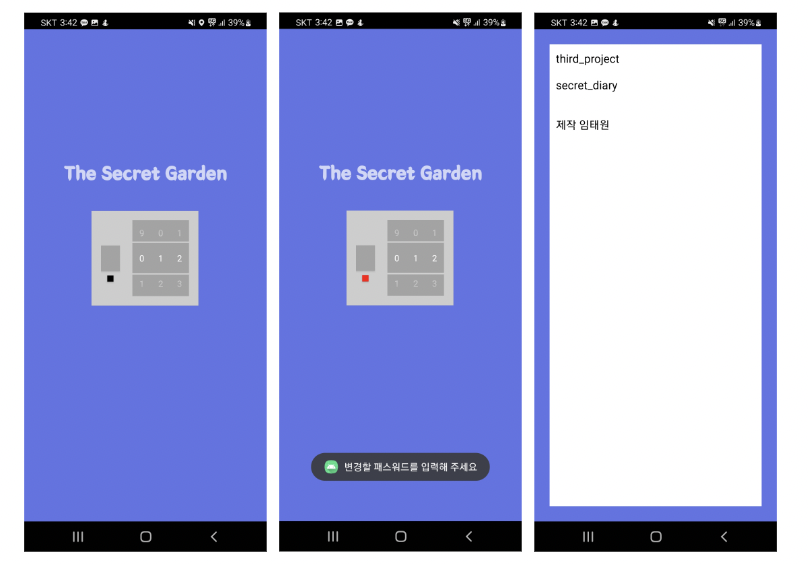 SKT 3:42
39%
The Secret Garden
9 0 1
0 1 2
1 2 3
SKT 3:42
39%
The Secret Garden
9 0 1
0 1 2
1 2 3
변경할 패스워드를 입력해 주세요
SKT 3:42
39%
third_project
secret_diary
제작 임태원